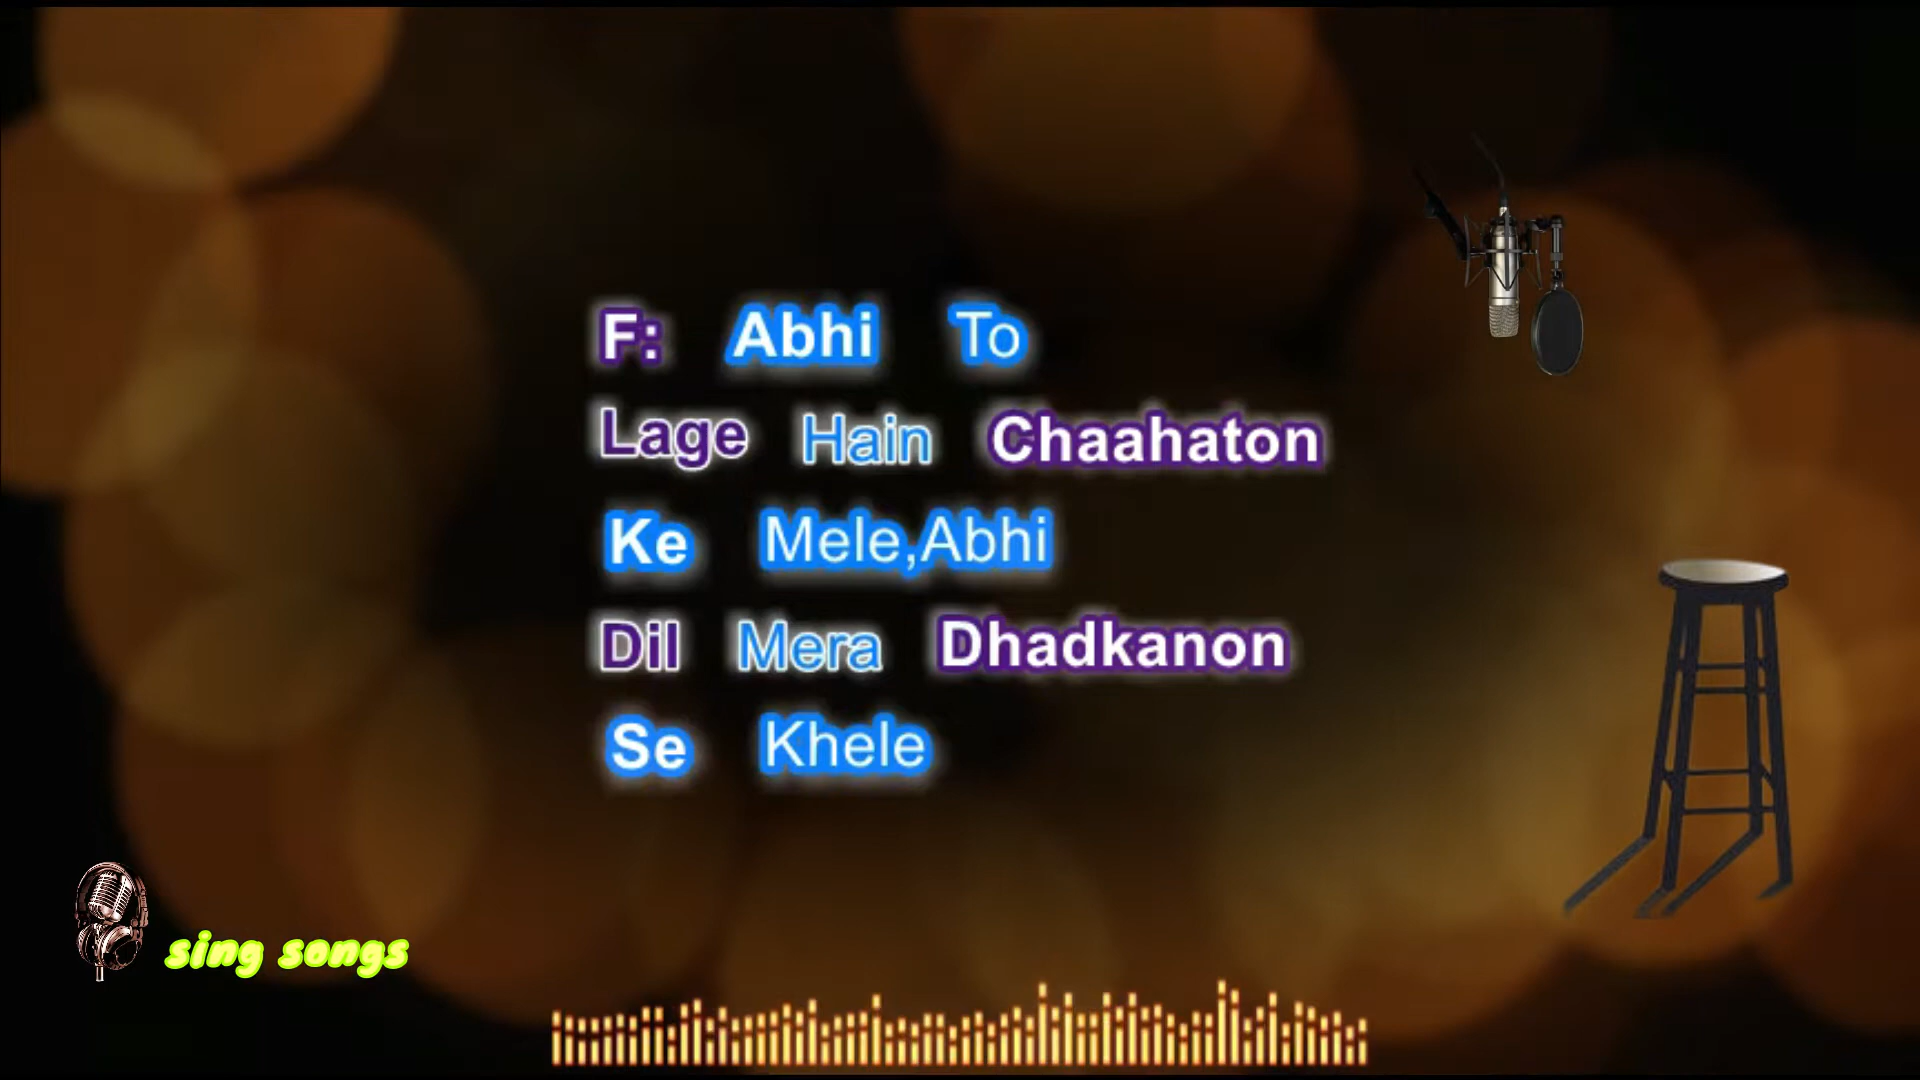 F: Abhi To
Lage Hain Chaahaton
Ke Mele,Abhi
Dil Mera Dhadkanon
Se Khele
sing songs